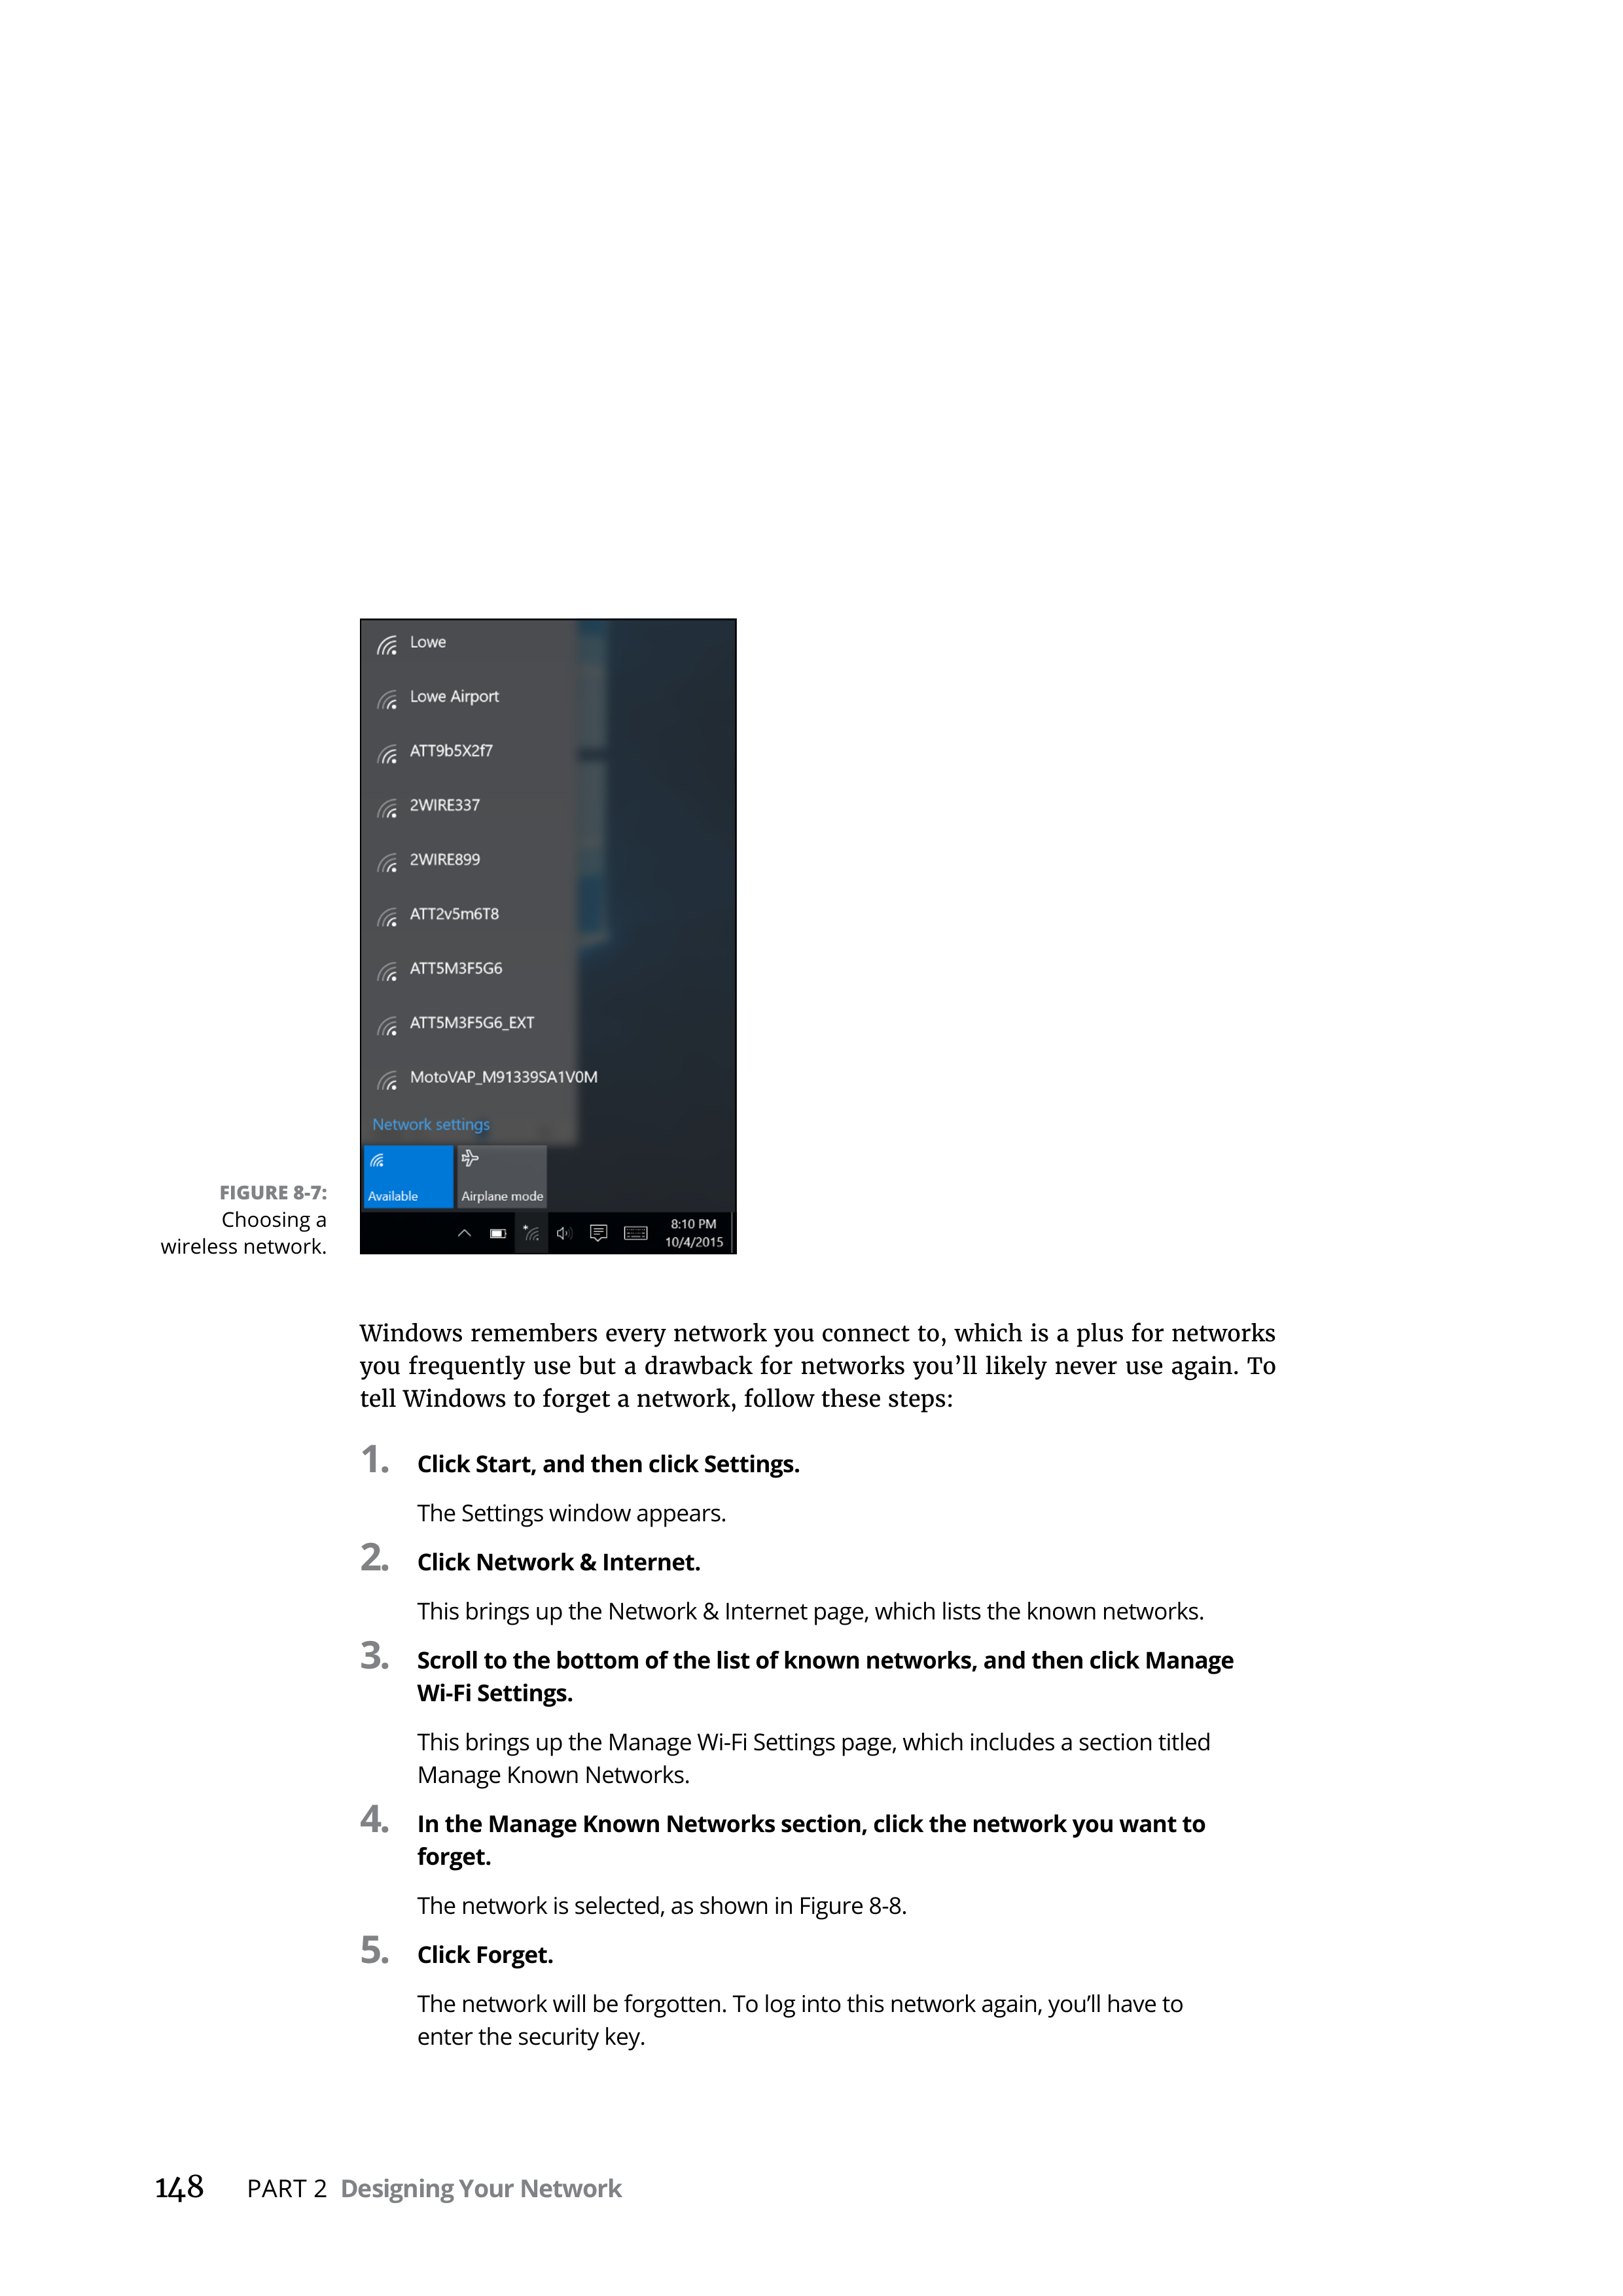 Lowe
Lowe Airport
ATT9b5X2f7
2WIRE337
2WIRE899
ATT2v5m6T8
ATT5M3F5G6
ATT5M3F5G6_EXT
MotoVAP_M91339SA1V0M
Network settings
Available
Airplane mode
8:10 PM
10/4/2015
FIGURE 8-7:
Choosing a
wireless network.
Windows remembers every network you connect to, which is a plus for networks
you frequently use but a drawback for networks you’ll likely never use again. To
tell Windows to forget a network, follow these steps:
1. Click Start, and then click Settings.
The Settings window appears.
2. Click Network & Internet.
This brings up the Network & Internet page, which lists the known networks.
3. Scroll to the bottom of the list of known networks, and then click Manage
Wi-Fi Settings.
This brings up the Manage Wi-Fi Settings page, which includes a section titled
Manage Known Networks.
4. In the Manage Known Networks section, click the network you want to
forget.
The network is selected, as shown in Figure 8-8.
5. Click Forget.
The network will be forgotten. To log into this network again, you’ll have to
enter the security key.
148 PART 2 Designing Your Network